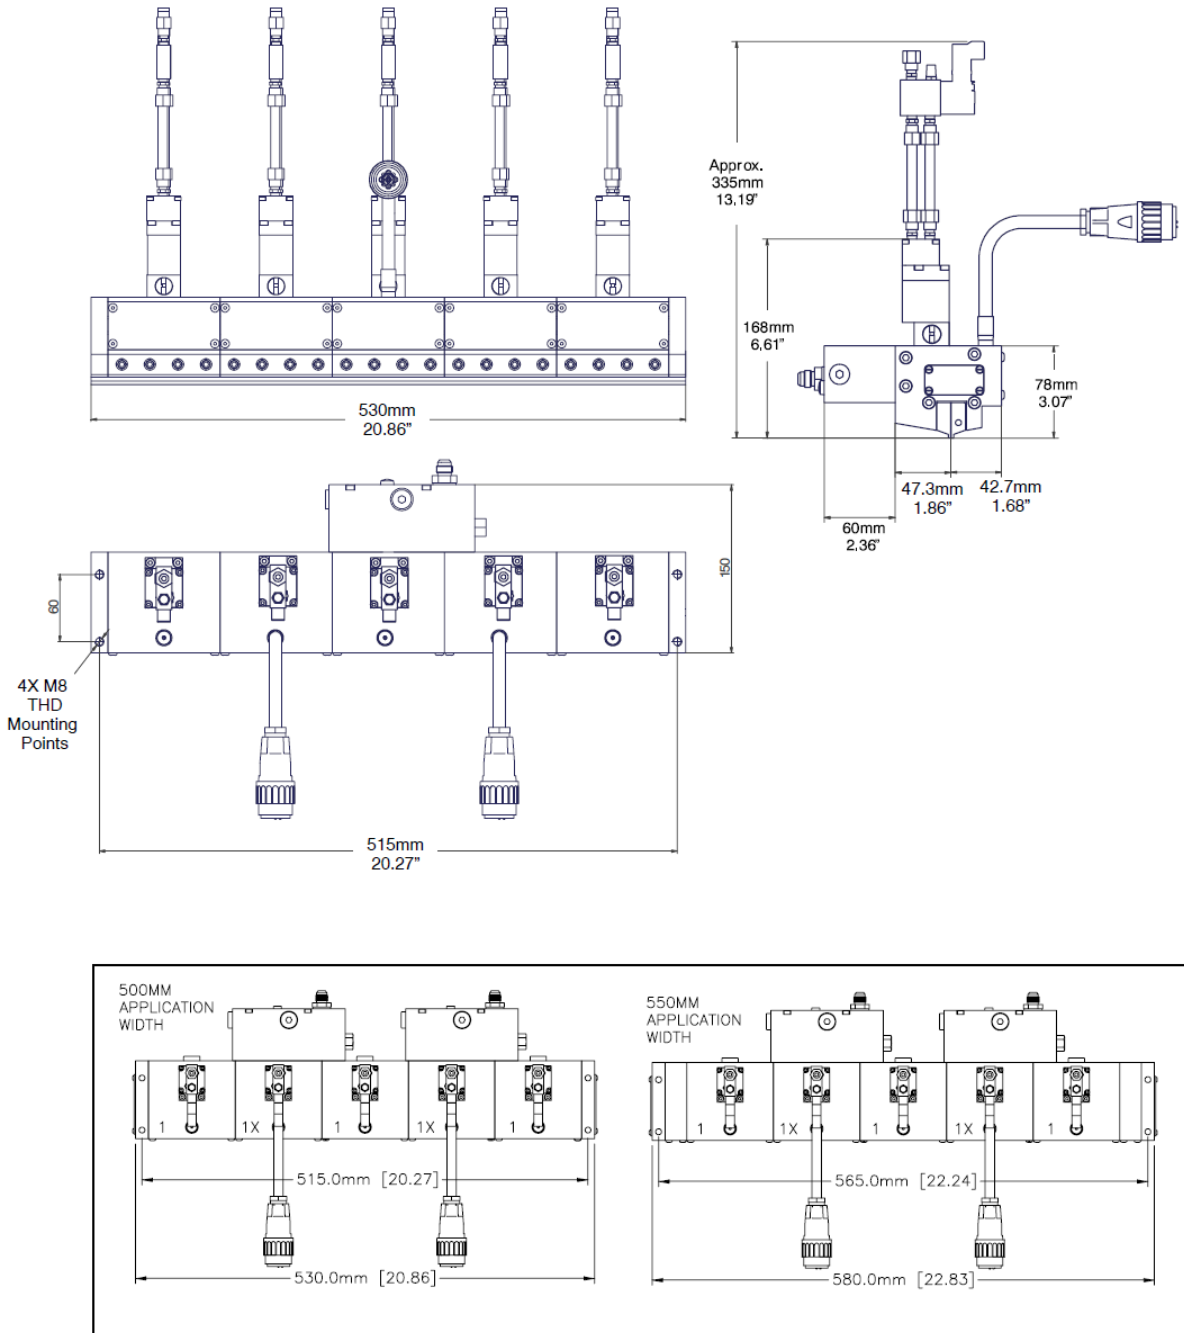 Approx.
335mm
13.19"
168mm
6.61"
78mm
3.07"
530mm
20.86”
47.3mm
1.86”
42.7mm
1.68”
60mm
2.36"
150
60
4X M8
THD
Mounting
Points
515mm
20.27”
500MM
APPLICATION
WIDTH
1
1X
1
1X
1
515.0mm [20.27]
530.0mm [20.86]
550MM
APPLICATION
WIDTH
1
1X
1
1X
1
565.0mm [22.24]
580.0mm [22.83]